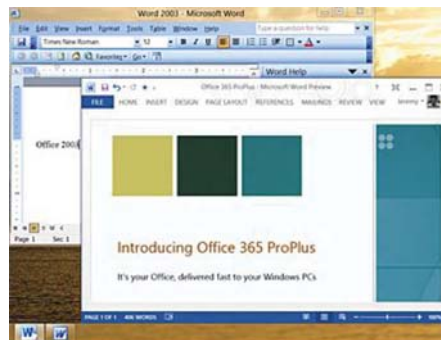 Word 2003 - Microsoft Word
File Edit View Insert Format Tools Table Window Help Type a question for help
Times New Roman 12 B I U
Favorites Go
Word Help
Office 365 ProPlus - Microsoft Word Preview
FILE HOME INSERT DESIGN PAGE LAYOUT REFERENCES MAILINGS REVIEW VIEW
Office 200
Introducing Office 365 ProPlus
It's your Office, delivered fast to your Windows PCs
Page 1 Sec 1
PAGE 1 OF 1 406 WORDS 100%